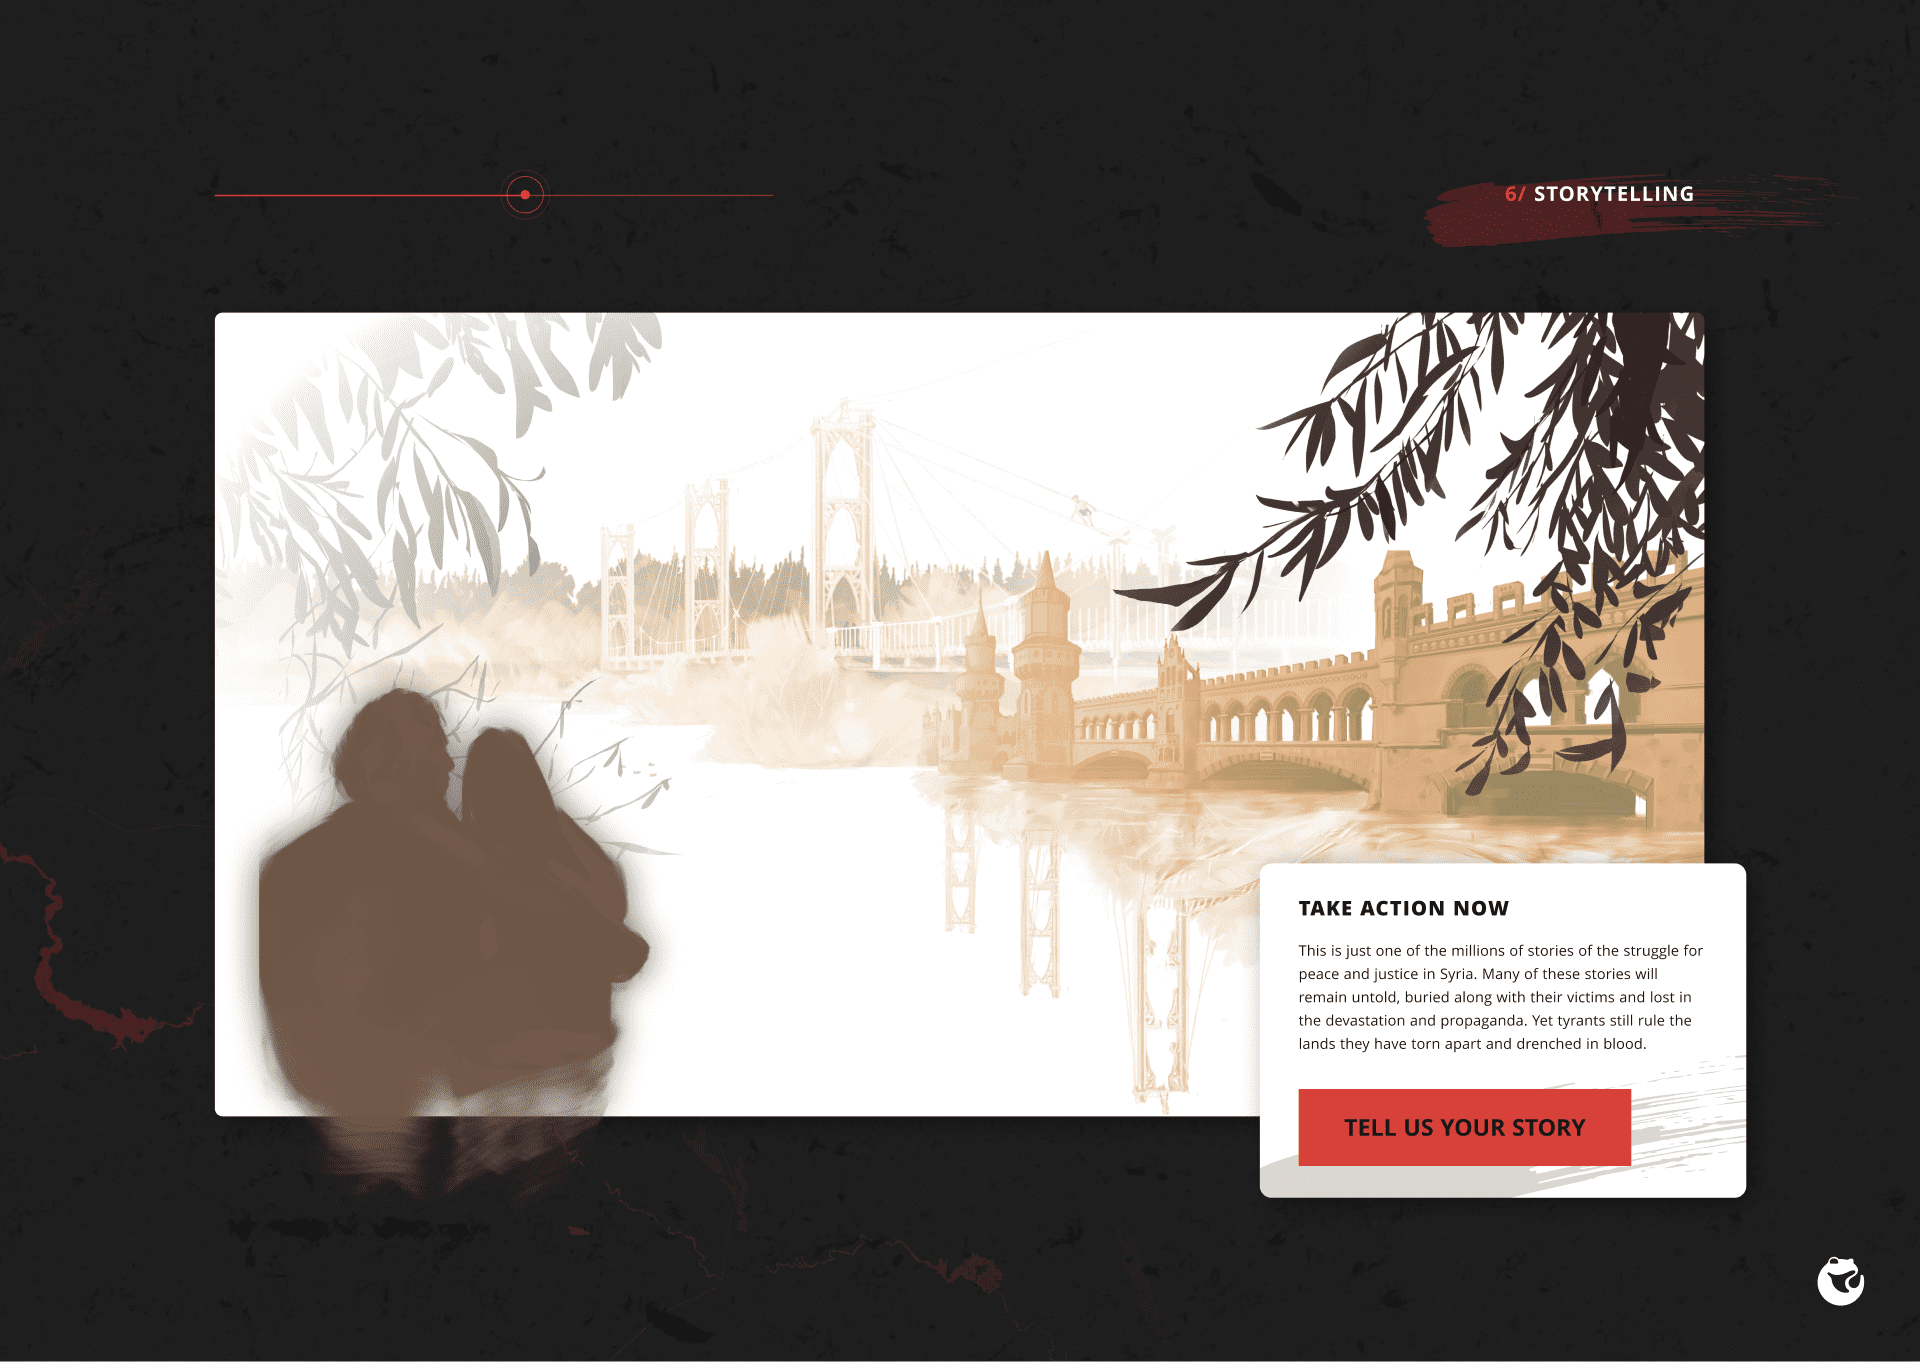 6/ STORYTELLING
TAKE ACTION NOW
This is just one of the millions of stories of the struggle for
peace and justice in Syria. Many of these stories will
remain untold, buried along with their victims and lost in
the devastation and propaganda. Yet tyrants still rule the
lands they have torn apart and drenched in blood.
TELL US YOUR STORY